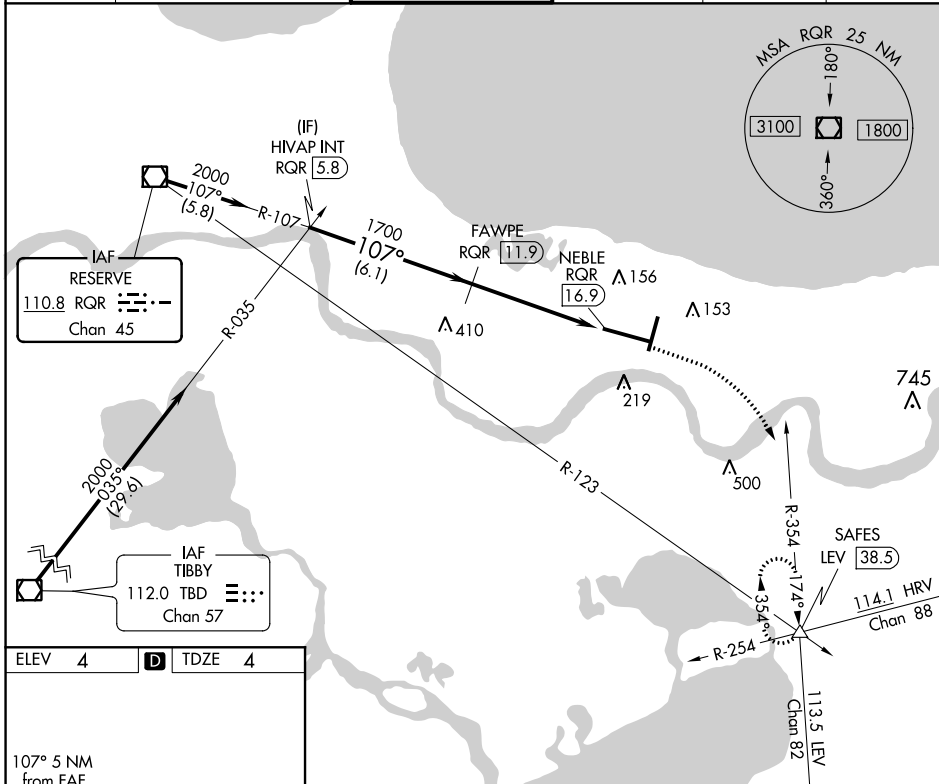 MSA RQR 25 NM
180°
3100
1800
360°
(IF)
HIVAP INT
RQR 5.8
2000
107°
(5.8)
R-107
1700
107°
(6.1)
FAWPE
RQR 11.9
NEBLE
RQR
16.9
156
153
410
219
745
500
IAF
RESERVE
110.8 RQR
Chan 45
R-035
R-123
2000
035°
(29.6)
IAF
TIBBY
112.0 TBD
Chan 57
R-354
SAFES
LEV 38.5
354°
174°
114.1 HRV
Chan 88
R-254
113.5 LEV
Chan 82
ELEV 4 D TDZE 4
107° 5 NM
from FAF